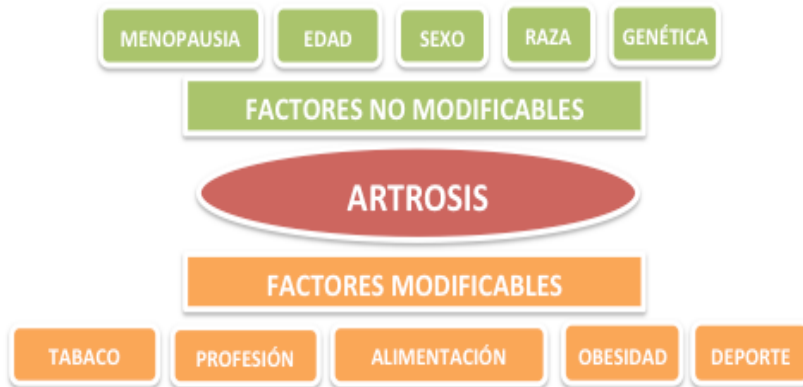 MENOPAUSIA
EDAD
SEXO
RAZA
GENÉTICA
FACTORES NO MODIFICABLES
ARTROSIS
FACTORES MODIFICABLES
TABACO
PROFESIÓN
ALIMENTACIÓN
OBESIDAD
DEPORTE